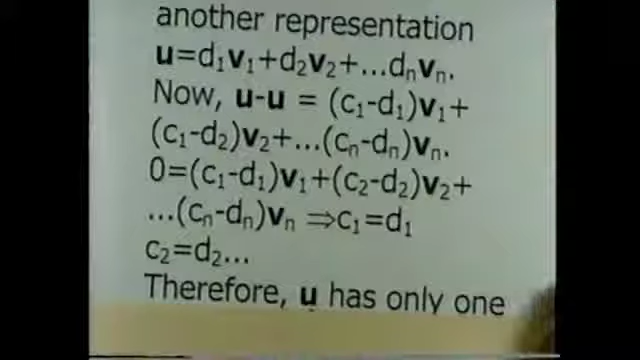 another representation
u=d₁v₁+d₂v₂+...dₙvₙ.
Now, u-u = (c₁-d₁)v₁+
(c₁-d₂)v₂+...(cₙ-dₙ)vₙ.
0=(c₁-d₁)v₁+(c₂-d₂)v₂+
...(cₙ-dₙ)vₙ ⇒c₁=d₁
c₂=d₂...
Therefore, u has only one